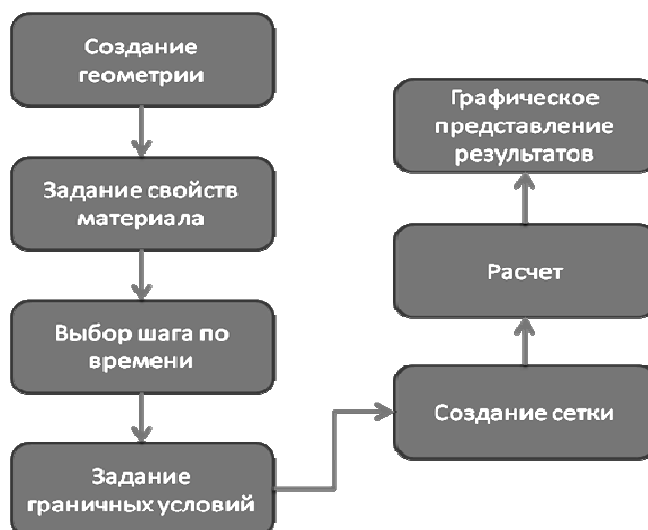 Создание
геометрии
Задание свойств
материала
Выбор шага по
времени
Задание
граничных условий
Создание сетки
Расчет
Графическое
представление
результатов